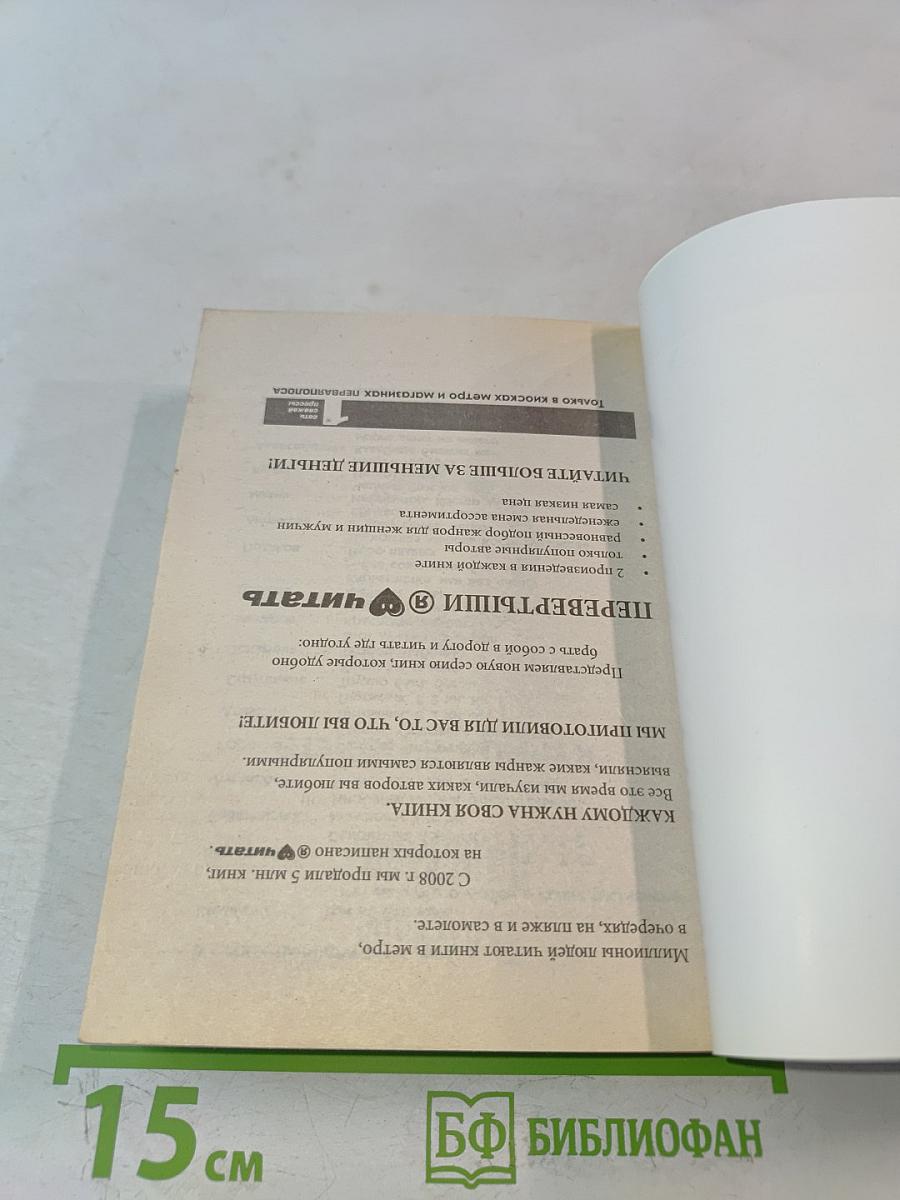 Миллионы людей читают книги в метро,
в очередях, на пляже и в самолете.
С 2008 г. мы продали 5 млн. книг,
на которых написано Я читать.
КАЖДОМУ НУЖНА СВОЯ КНИГА.
Все это время мы изучали, каких авторов вы любите,
выясняли, какие жанры являются самыми популярными.
МЫ ПРИГОТОВИЛИ ДЛЯ ВАС ТО, ЧТО ВЫ ЛЮБИТЕ!
Представляем новую серию книг, которые удобно
брать с собой в дорогу и читать где угодно:
ПЕРЕВЕРТЫШИ Я читать
• 2 произведения в каждой книге
• только популярные авторы
• равновесный подбор жанров для женщин и мужчин
• еженедельная смена ассортимента
• самая низкая цена
ЧИТАЙТЕ БОЛЬШЕ ЗА МЕНЬШИЕ ДЕНЬГИ!
1 сеть
свежей
прессы
Только в киосках метро и магазинах ПЕРВАЯПОЛОСА
15 см
БФ БИБЛИОФАН